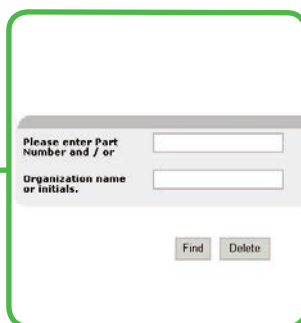 Please enter Part
Number and / or
Organization name
or initials.
Find Delete